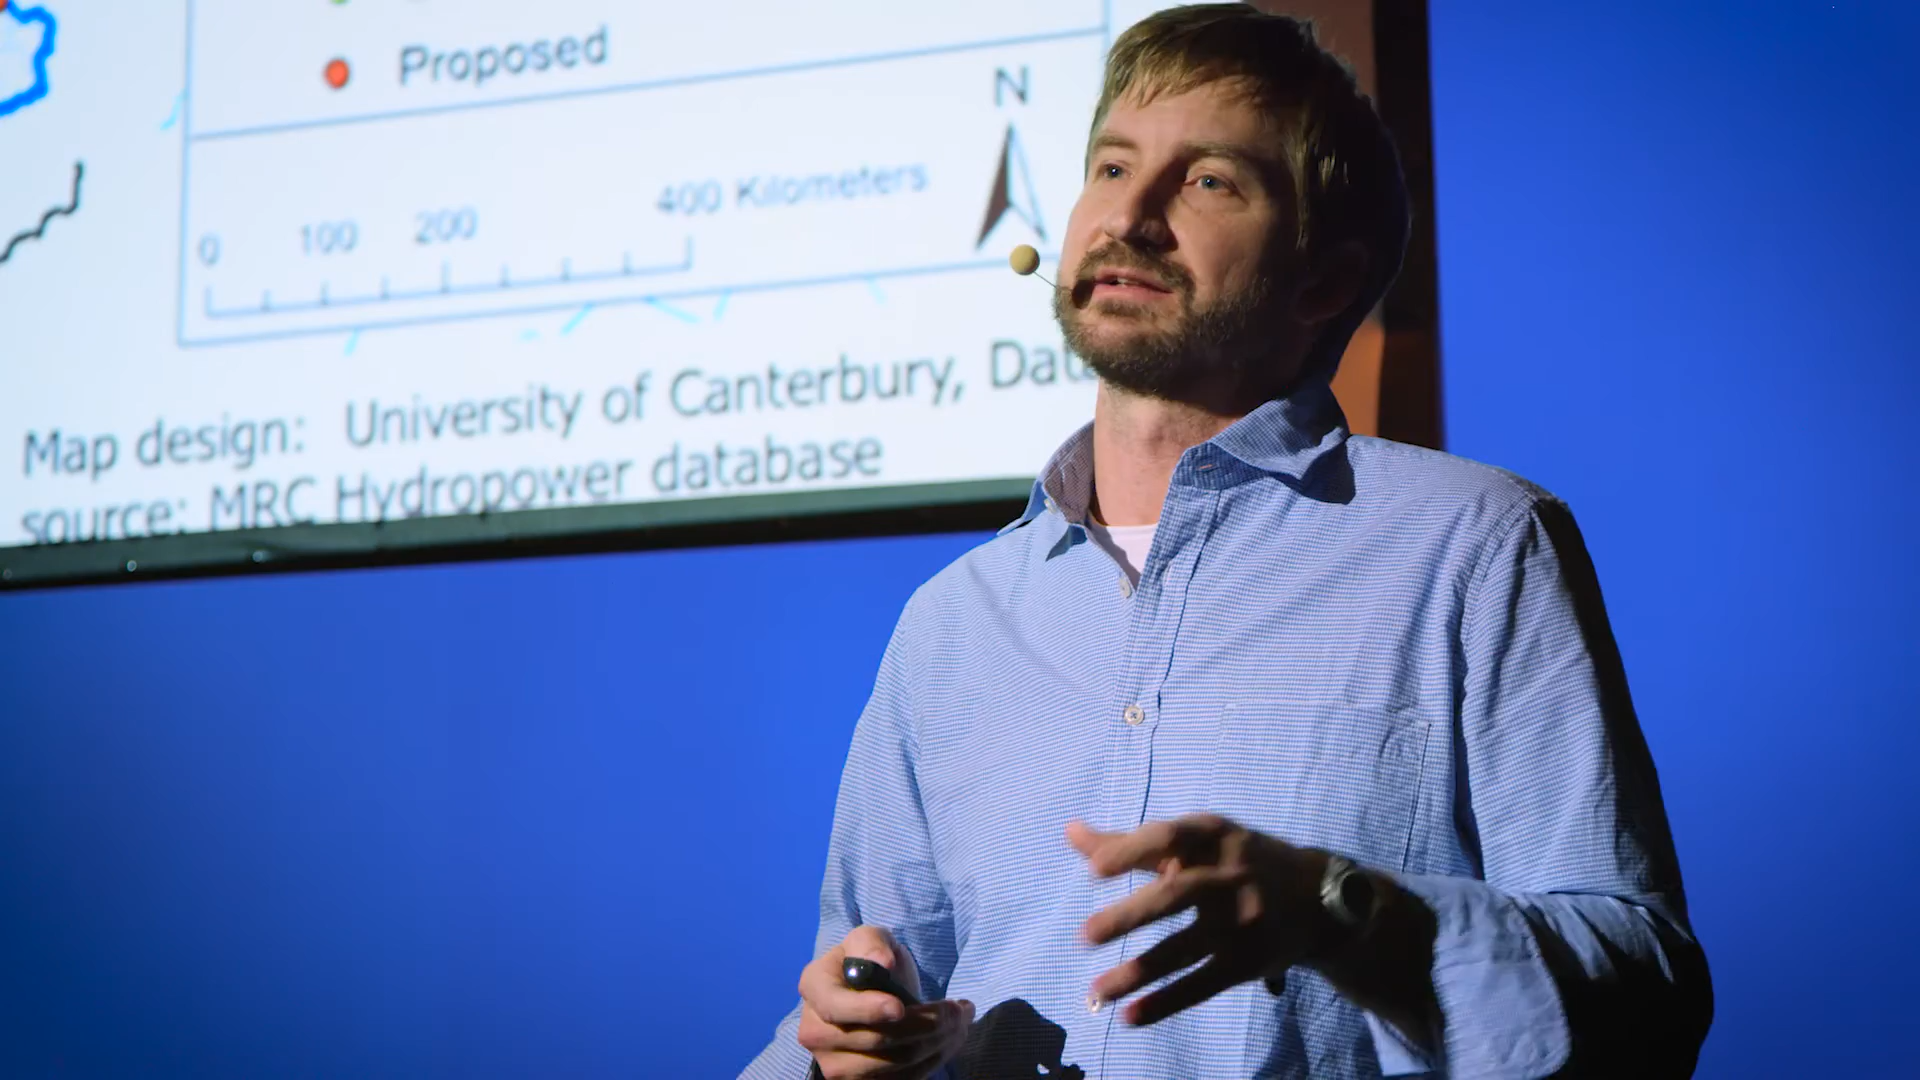 Proposed
N
400 Kilometers
0 100 200
Map design: University of Canterbury, Data
source: MRC Hydropower database